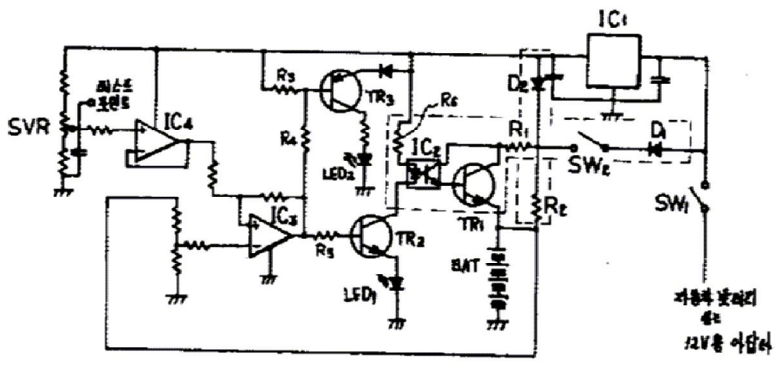 IC1
D2
테스트
포인트
R3
TR3
R6
SVR
IC4
R4
IC2
R1
D1
LED2
SW2
IC3
SW1
R5
TR2
TR1
R2
BAT
LED1
자동차 밧데리
또는
12V용 아답터